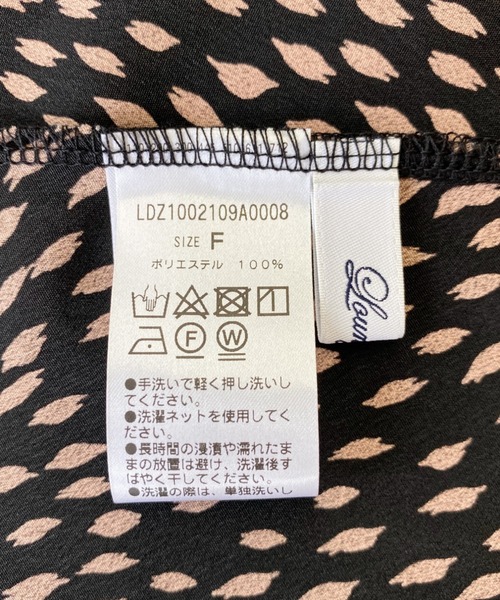 LDZ1002109A0008
SIZE F
ポリエステル 100%
F W
●手洗いで軽く押し洗いし
てください。
●洗濯ネットを使用してく
ださい。
●長時間の浸漬や濡れたま
まの放置は避け、洗濯後す
ばやく干してください。
●洗濯の際は、単独洗いし
Loun